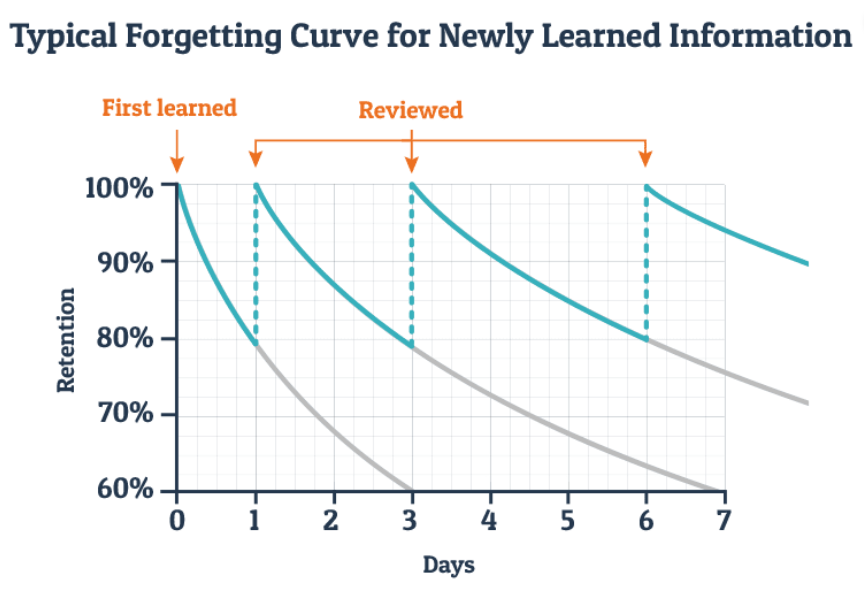 Typical Forgetting Curve for Newly Learned Information
First learned
Reviewed
100%
90%
80%
70%
60%
Retention
0 1 2 3 4 5 6 7
Days